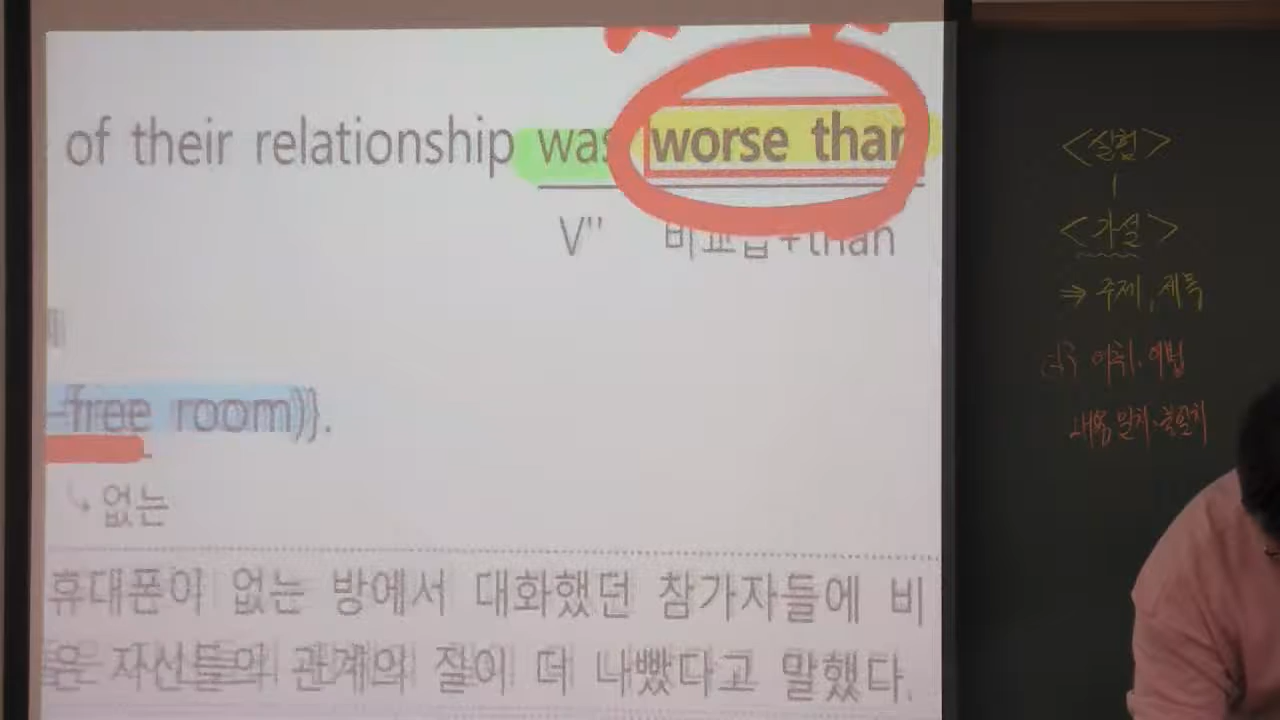 of their relationship was worse than
V" 비교급+than
-free room)}.
↳ 없는
휴대폰이 없는 방에서 대화했던 참가자들에 비
은 자신들의 관계의 질이 더 나빴다고 말했다.
<실험>
<가설>
⇒ 주제, 제목
어휘·어법
내용 일치·불일치